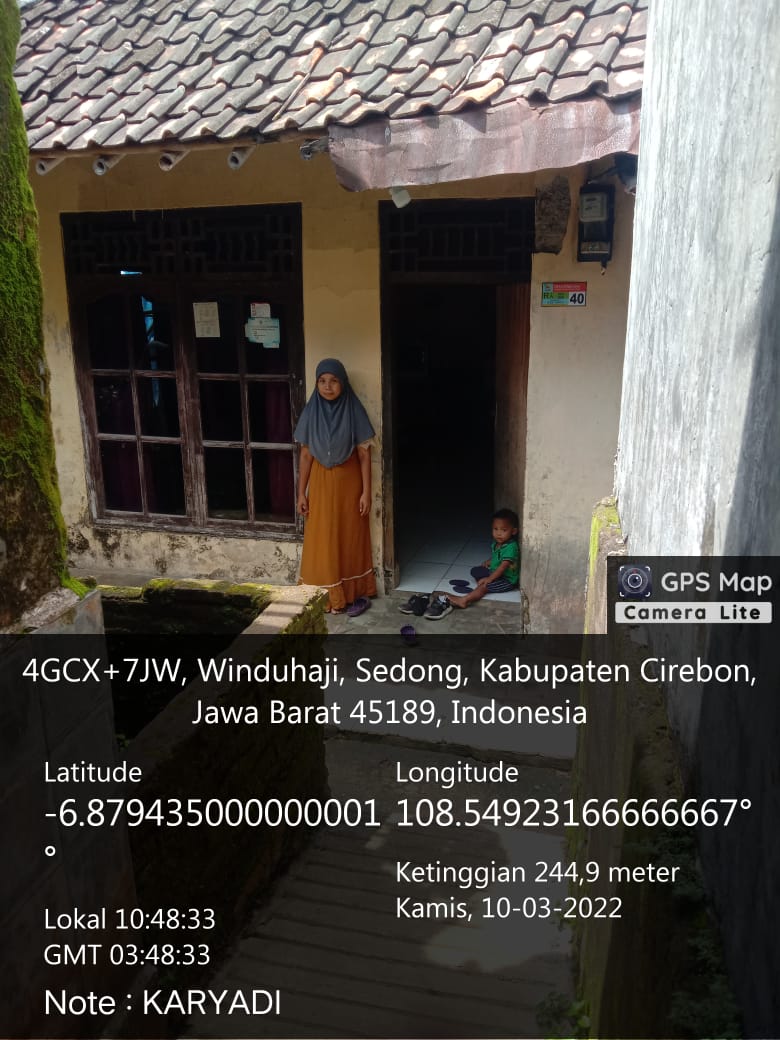 40
GPS Map
Camera Lite
4GCX+7JW, Winduhaji, Sedong, Kabupaten Cirebon,
Jawa Barat 45189, Indonesia
Latitude
-6.879435000000001
°
Longitude
108.54923166666667°
Ketinggian 244,9 meter
Kamis, 10-03-2022
Lokal 10:48:33
GMT 03:48:33
Note : KARYADI